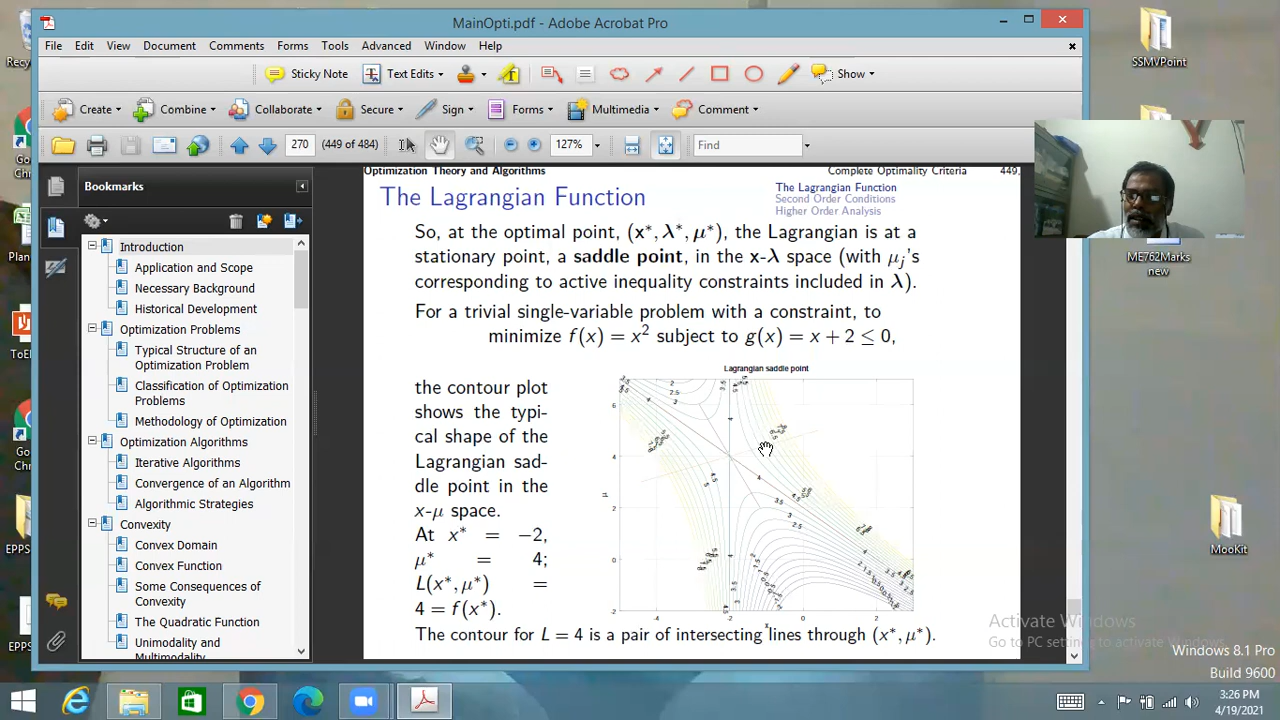 MainOpti.pdf - Adobe Acrobat Pro
File Edit View Document Comments Forms Tools Advanced Window Help
Sticky Note Text Edits Show
Create Combine Collaborate Secure Sign Forms Multimedia Comment
270 (449 of 484) 127% Find
Bookmarks
Introduction
Application and Scope
Necessary Background
Historical Development
Optimization Problems
Typical Structure of an
Optimization Problem
Classification of Optimization
Problems
Methodology of Optimization
Optimization Algorithms
Iterative Algorithms
Convergence of an Algorithm
Algorithmic Strategies
Convexity
Convex Domain
Convex Function
Some Consequences of
Convexity
The Quadratic Function
Unimodality and
Multimodality
Optimization Theory and Algorithms Complete Optimality Criteria 449,
The Lagrangian Function
The Lagrangian Function
Second Order Conditions
Higher Order Analysis
So, at the optimal point, (x*, λ*, μ*), the Lagrangian is at a
stationary point, a saddle point, in the x-λ space (with μj's
corresponding to active inequality constraints included in λ).
For a trivial single-variable problem with a constraint, to
minimize f(x) = x² subject to g(x) = x + 2 ≤ 0,
the contour plot
shows the typi-
cal shape of the
Lagrangian sad-
dle point in the
x-μ space.
At x* = −2,
μ* = 4;
L(x*, μ*) =
4 = f(x*).
Lagrangian saddle point
6
4
2
0
-2
μ
-4 -2 0 2
x
The contour for L = 4 is a pair of intersecting lines through (x*, μ*).
Activate Windows
Go to PC settings to activate Windows.
SSMVPoint
ME762Marks
new
MooKit
Windows 8.1 Pro
Build 9600
3:26 PM
4/19/2021